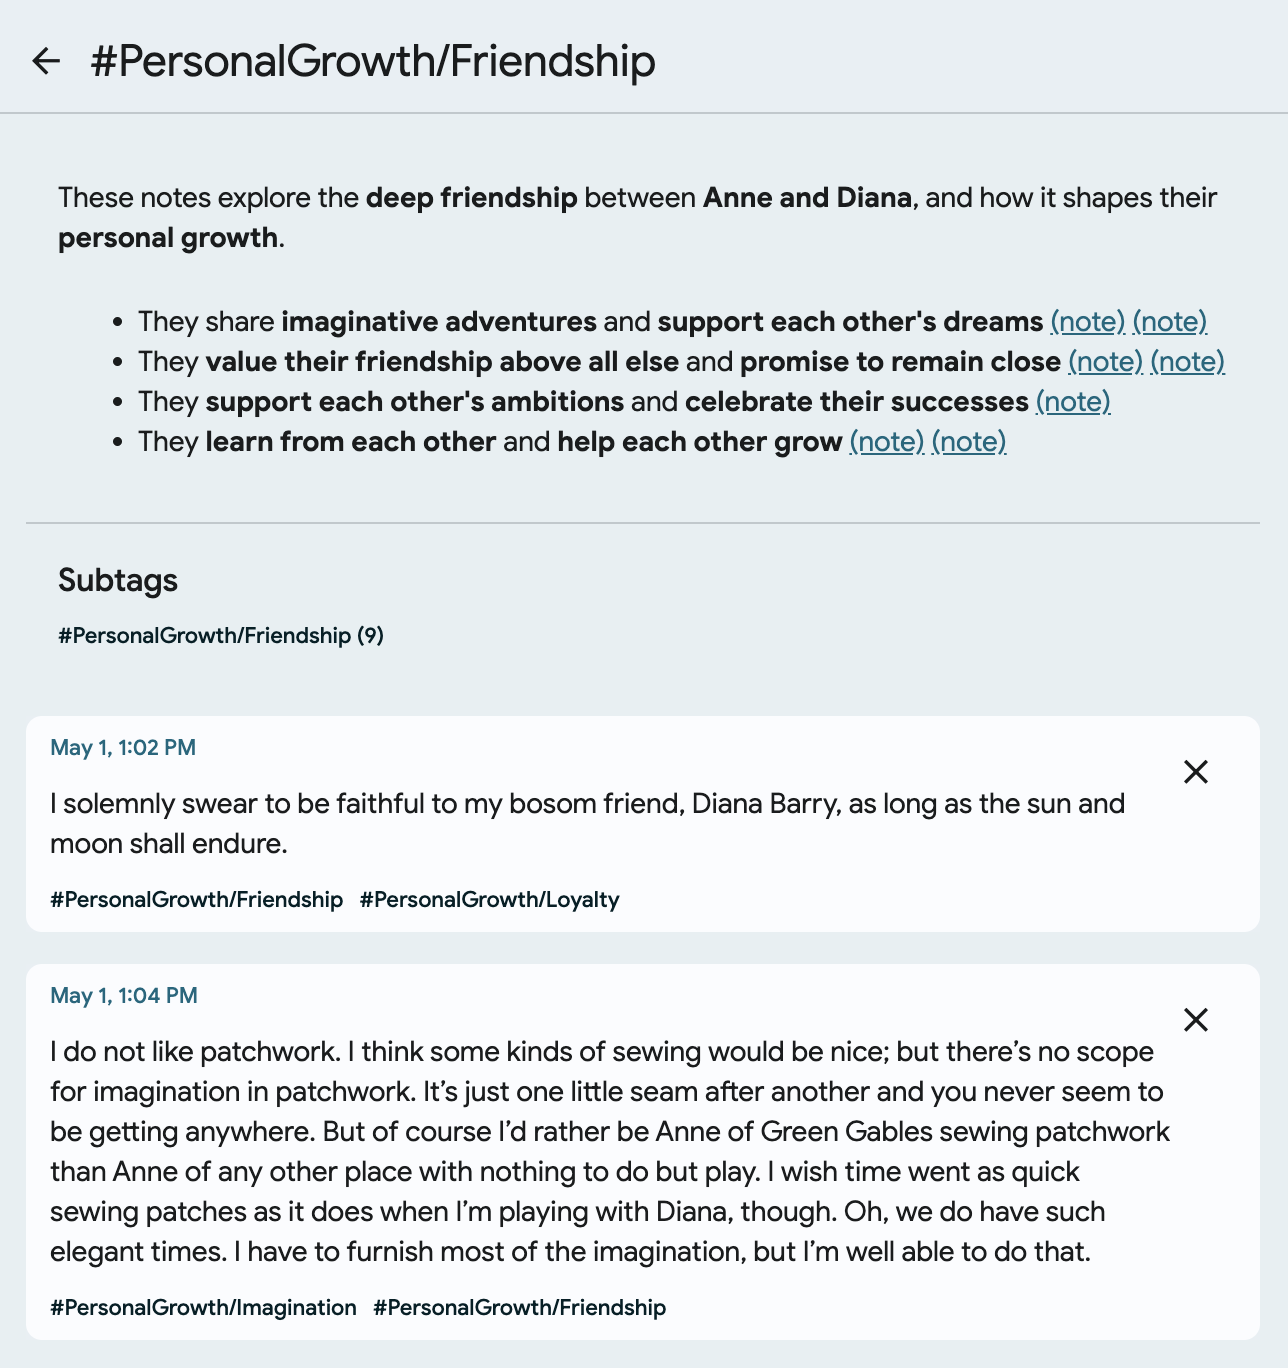 #PersonalGrowth/Friendship
These notes explore the deep friendship between Anne and Diana, and how it shapes their
personal growth.
• They share imaginative adventures and support each other's dreams (note) (note)
• They value their friendship above all else and promise to remain close (note) (note)
• They support each other's ambitions and celebrate their successes (note)
• They learn from each other and help each other grow (note) (note)
Subtags
#PersonalGrowth/Friendship (9)
May 1, 1:02 PM
I solemnly swear to be faithful to my bosom friend, Diana Barry, as long as the sun and
moon shall endure.
#PersonalGrowth/Friendship #PersonalGrowth/Loyalty
May 1, 1:04 PM
I do not like patchwork. I think some kinds of sewing would be nice; but there’s no scope
for imagination in patchwork. It’s just one little seam after another and you never seem to
be getting anywhere. But of course I’d rather be Anne of Green Gables sewing patchwork
than Anne of any other place with nothing to do but play. I wish time went as quick
sewing patches as it does when I’m playing with Diana, though. Oh, we do have such
elegant times. I have to furnish most of the imagination, but I’m well able to do that.
#PersonalGrowth/Imagination #PersonalGrowth/Friendship